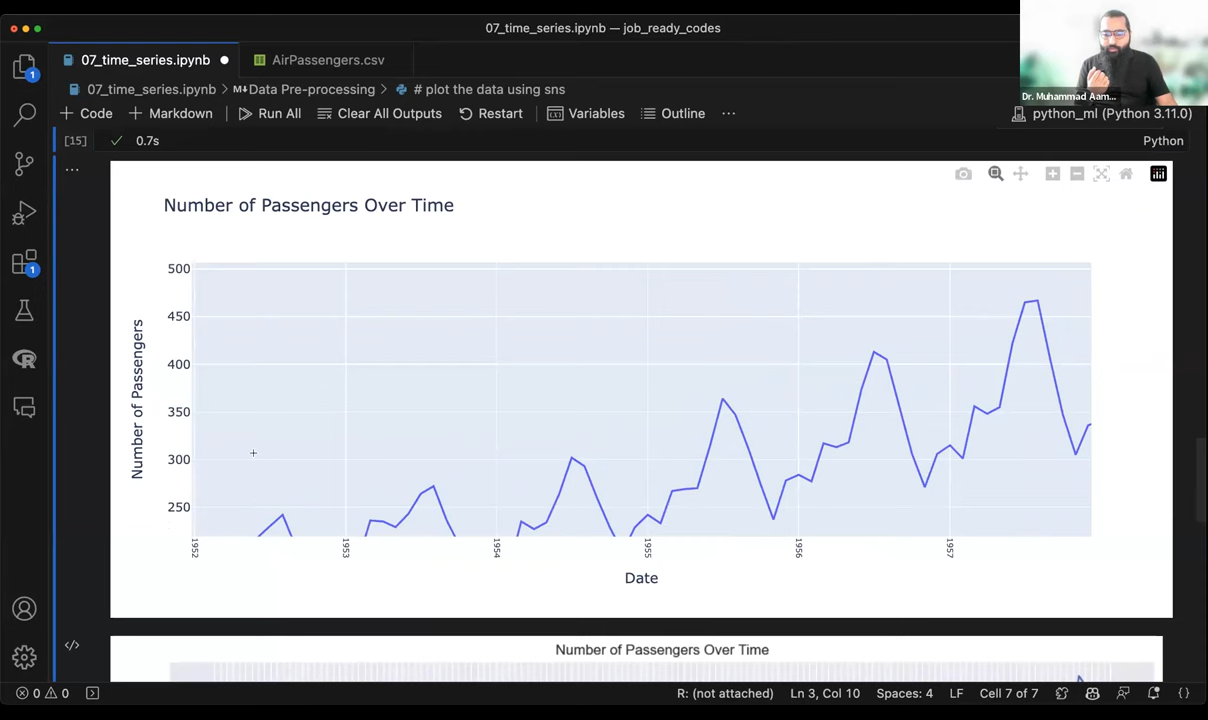 07_time_series.ipynb — job_ready_codes
07_time_series.ipynb
AirPassengers.csv
07_time_series.ipynb > M↓Data Pre-processing > # plot the data using sns
+ Code + Markdown Run All Clear All Outputs Restart Variables Outline ...
Dr. Muhammad Aam...
python_ml (Python 3.11.0)
[15] ✓ 0.7s Python
...
Number of Passengers Over Time
500
450
400
350
300
250
Number of Passengers
1952 1953 1954 1955 1956 1957
Date
</>
Number of Passengers Over Time
1
1
R
0 0 R: (not attached) Ln 3, Col 10 Spaces: 4 LF Cell 7 of 7 {}